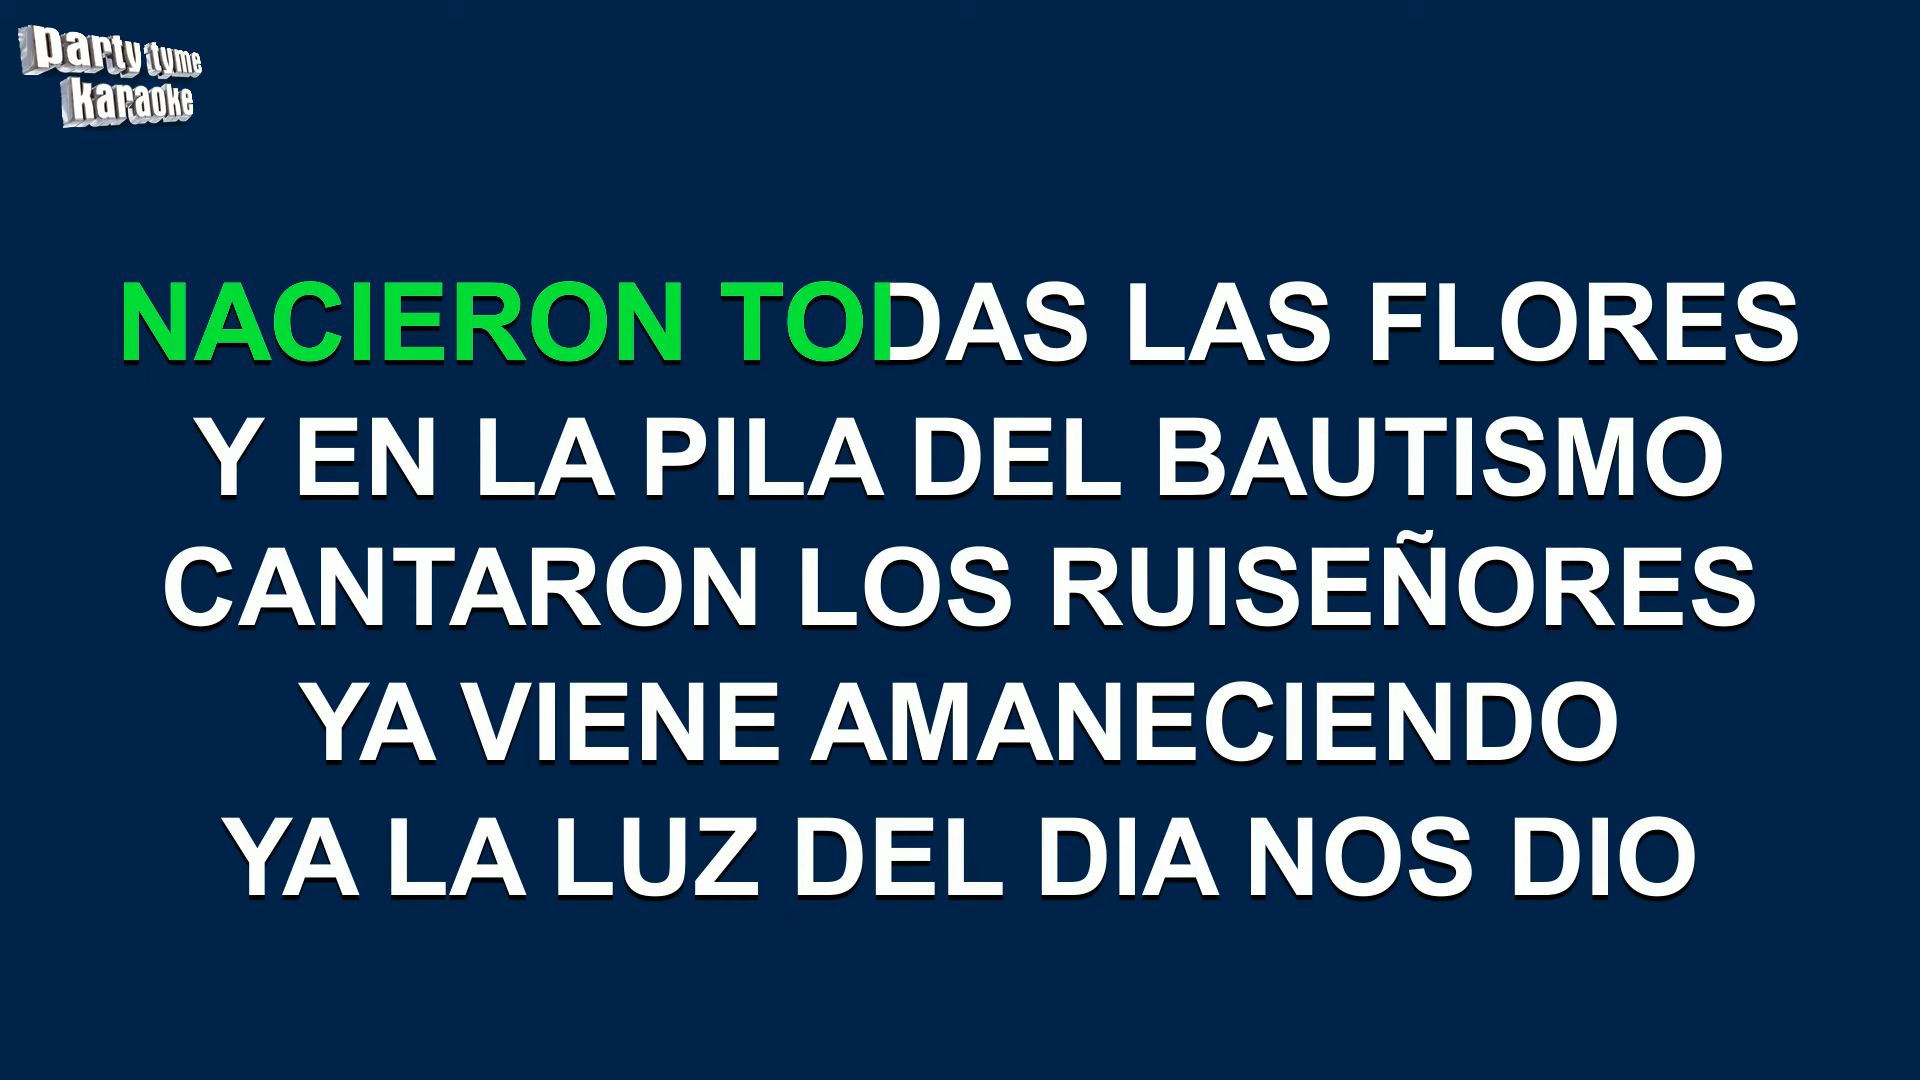 party tyme
karaoke
NACIERON TODAS LAS FLORES
Y EN LA PILA DEL BAUTISMO
CANTARON LOS RUISEÑORES
YA VIENE AMANECIENDO
YA LA LUZ DEL DIA NOS DIO